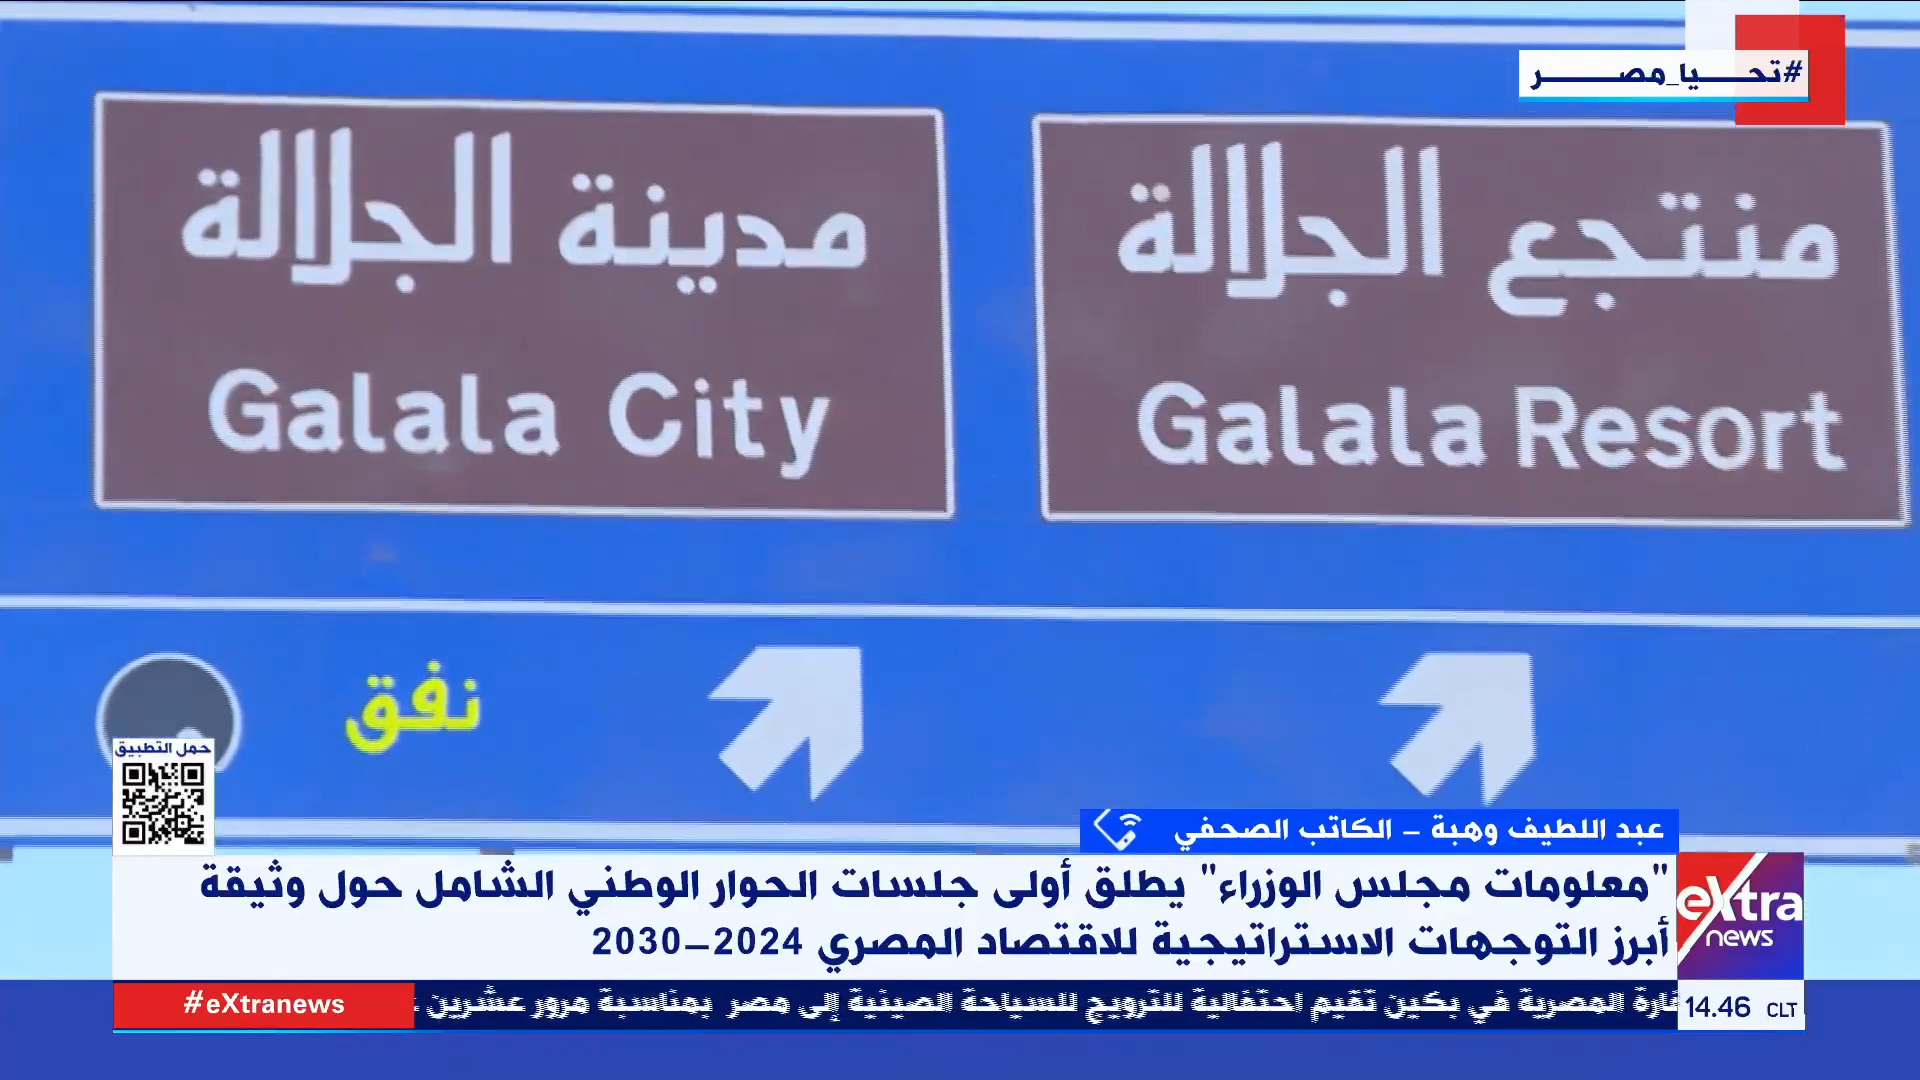 #تحيا_مصر
منتجع الجلالة
Galala Resort
مدينة الجلالة
Galala City
نفق
حمل التطبيق
عبد اللطيف وهبة - الكاتب الصحفي
"معلومات مجلس الوزراء" يطلق أولى جلسات الحوار الوطني الشامل حول وثيقة
أبرز التوجهات الاستراتيجية للاقتصاد المصري 2024-2030
eXtra
news
المصرية في بكين تقيم احتفالية للترويج للسياحة الصينية إلى مصر بمناسبة مرور عشرين
#eXtranews
14.46 CLT